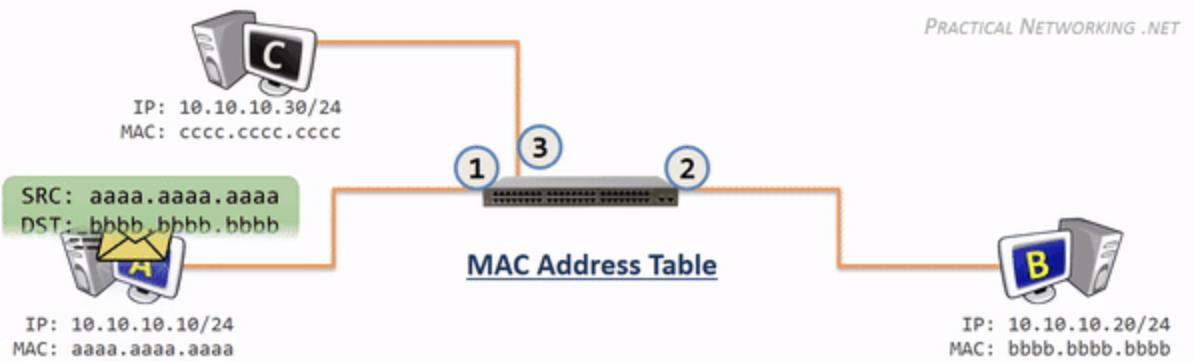 PRACTICAL NETWORKING .NET
C
IP: 10.10.10.30/24
MAC: cccc.cccc.cccc
1
3
2
SRC: aaaa.aaaa.aaaa
DST: bbbb.bbbb.bbbb
A
MAC Address Table
B
IP: 10.10.10.10/24
MAC: aaaa.aaaa.aaaa
IP: 10.10.10.20/24
MAC: bbbb.bbbb.bbbb